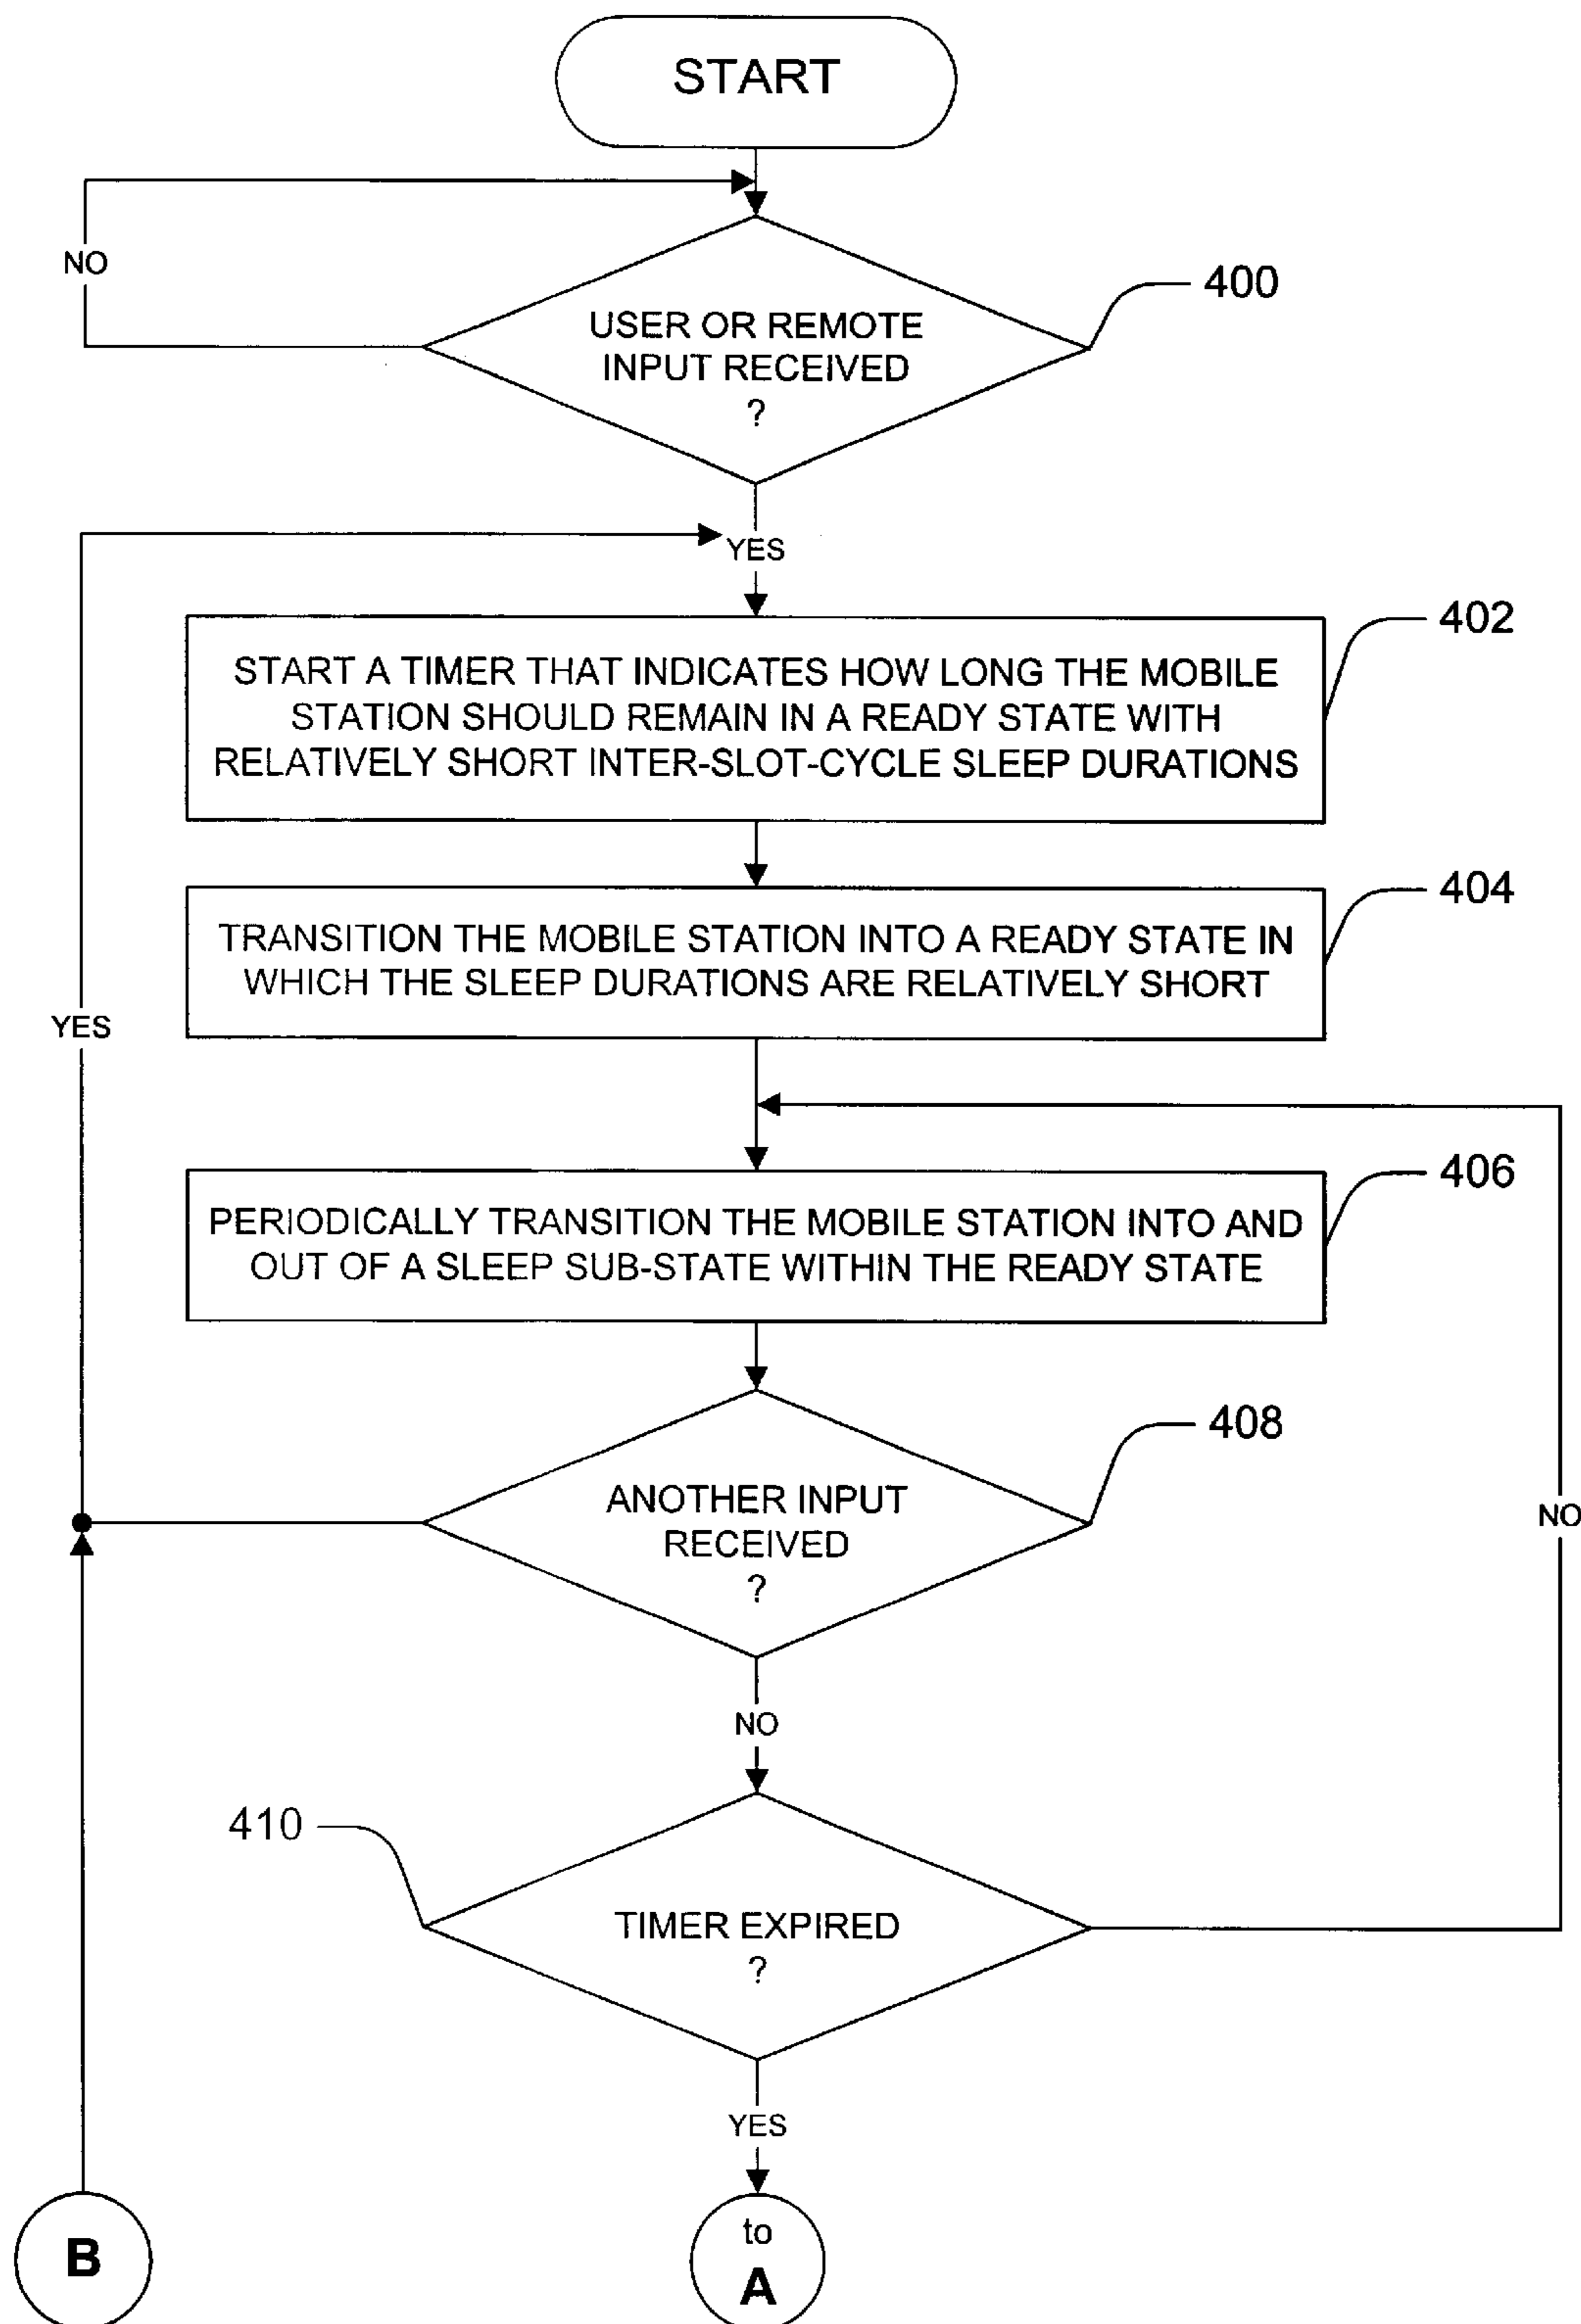 START
NO
400
USER OR REMOTE
INPUT RECEIVED
?
YES
402
START A TIMER THAT INDICATES HOW LONG THE MOBILE
STATION SHOULD REMAIN IN A READY STATE WITH
RELATIVELY SHORT INTER-SLOT-CYCLE SLEEP DURATIONS
404
TRANSITION THE MOBILE STATION INTO A READY STATE IN
WHICH THE SLEEP DURATIONS ARE RELATIVELY SHORT
YES
406
PERIODICALLY TRANSITION THE MOBILE STATION INTO AND
OUT OF A SLEEP SUB-STATE WITHIN THE READY STATE
408
ANOTHER INPUT
RECEIVED
?
NO
NO
410
TIMER EXPIRED
?
YES
B
to
A